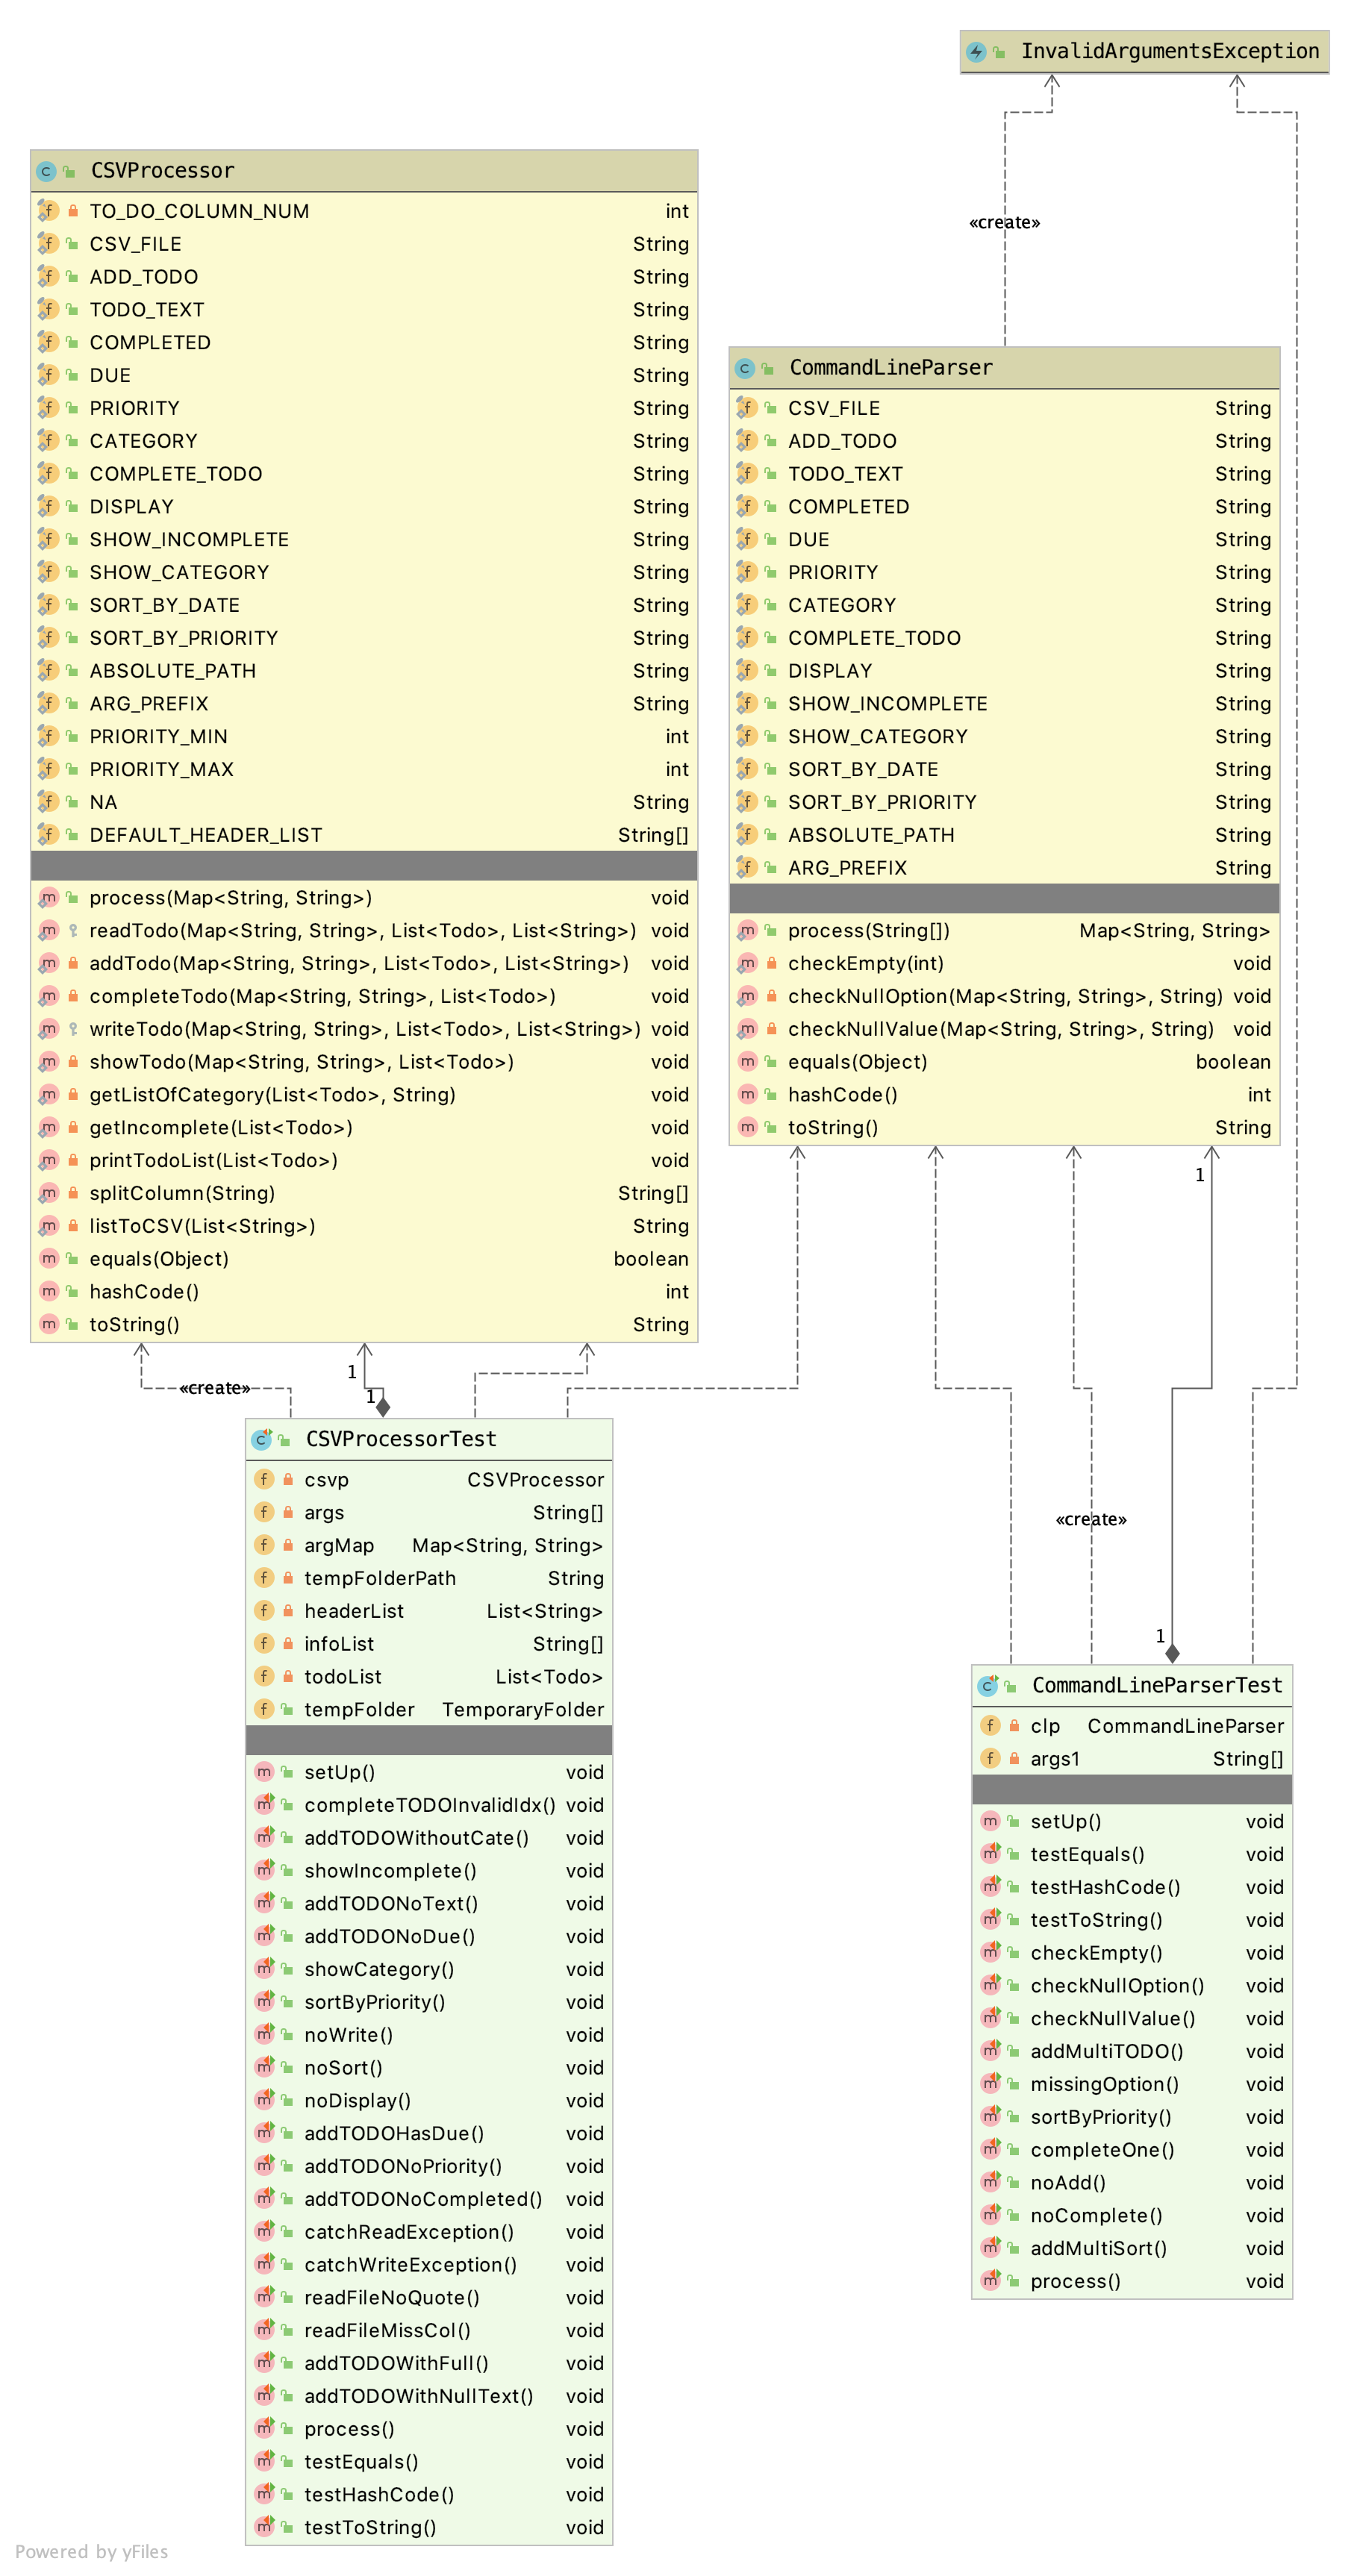 InvalidArgumentsException
«create»
CSVProcessor
TO_DO_COLUMN_NUM int
CSV_FILE String
ADD_TODO String
TODO_TEXT String
COMPLETED String
DUE String
PRIORITY String
CATEGORY String
COMPLETE_TODO String
DISPLAY String
SHOW_INCOMPLETE String
SHOW_CATEGORY String
SORT_BY_DATE String
SORT_BY_PRIORITY String
ABSOLUTE_PATH String
ARG_PREFIX String
PRIORITY_MIN int
PRIORITY_MAX int
NA String
DEFAULT_HEADER_LIST String[]
process(Map<String, String>) void
readTodo(Map<String, String>, List<Todo>, List<String>) void
addTodo(Map<String, String>, List<Todo>, List<String>) void
completeTodo(Map<String, String>, List<Todo>) void
writeTodo(Map<String, String>, List<Todo>, List<String>) void
showTodo(Map<String, String>, List<Todo>) void
getListOfCategory(List<Todo>, String) void
getIncomplete(List<Todo>) void
printTodoList(List<Todo>) void
splitColumn(String) String[]
listToCSV(List<String>) String
equals(Object) boolean
hashCode() int
toString() String
CommandLineParser
CSV_FILE String
ADD_TODO String
TODO_TEXT String
COMPLETED String
DUE String
PRIORITY String
CATEGORY String
COMPLETE_TODO String
DISPLAY String
SHOW_INCOMPLETE String
SHOW_CATEGORY String
SORT_BY_DATE String
SORT_BY_PRIORITY String
ABSOLUTE_PATH String
ARG_PREFIX String
process(String[]) Map<String, String>
checkEmpty(int) void
checkNullOption(Map<String, String>, String) void
checkNullValue(Map<String, String>, String) void
equals(Object) boolean
hashCode() int
toString() String
1
1
«create»
1
CSVProcessorTest
csvp CSVProcessor
args String[]
argMap Map<String, String>
tempFolderPath String
headerList List<String>
infoList String[]
todoList List<Todo>
tempFolder TemporaryFolder
setUp() void
completeTODOInvalidIdx() void
addTODOWithoutCate() void
showIncomplete() void
addTODONoText() void
addTODONoDue() void
showCategory() void
sortByPriority() void
noWrite() void
noSort() void
noDisplay() void
addTODOHasDue() void
addTODONoPriority() void
addTODONoCompleted() void
catchReadException() void
catchWriteException() void
readFileNoQuote() void
readFileMissCol() void
addTODOWithFull() void
addTODOWithNullText() void
process() void
testEquals() void
testHashCode() void
testToString() void
«create»
1
CommandLineParserTest
clp CommandLineParser
args1 String[]
setUp() void
testEquals() void
testHashCode() void
testToString() void
checkEmpty() void
checkNullOption() void
checkNullValue() void
addMultiTODO() void
missingOption() void
sortByPriority() void
completeOne() void
noAdd() void
noComplete() void
addMultiSort() void
process() void
Powered by yFiles